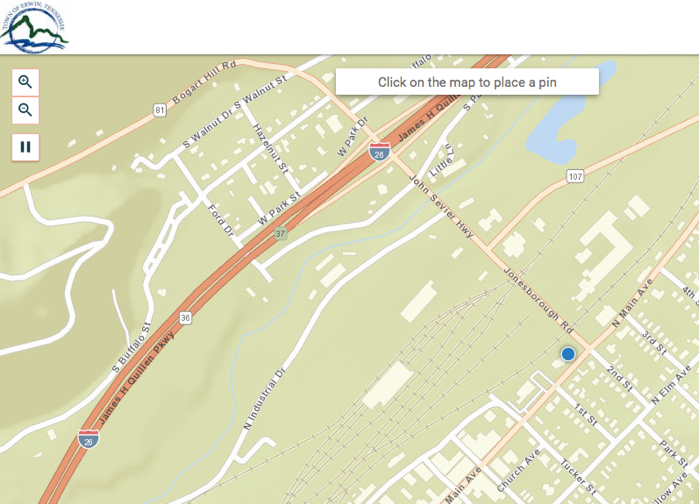 TOWN OF ERWIN, TENNESSEE
Click on the map to place a pin
Bogart Hill Rd
81
S Walnut Dr
S Walnut St
Hazelnut St
W Park Dr
James H Quillen
26
Little Ln
107
Ford Dr
W Park St
John Sevier Hwy
37
Jonesborough Rd
N Main Ave
4th
36
S Buffalo St
James H Quillen Pkwy
3rd St
2nd St
N Elm Ave
N Industrial Dr
1st St
26
Church Ave
Park St
Tucker St
Main Ave